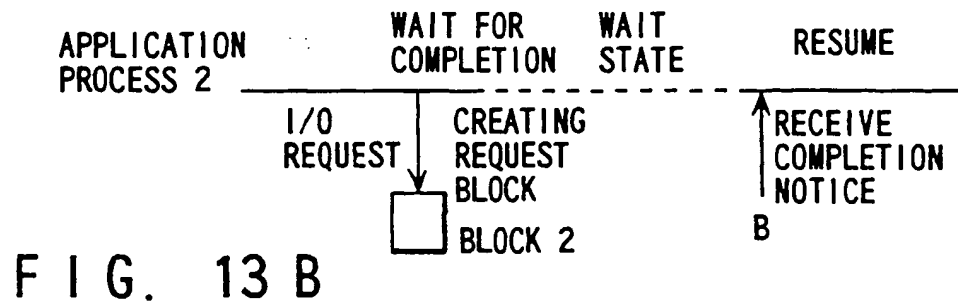 APPLICATION
PROCESS 2
WAIT FOR
COMPLETION
WAIT
STATE
RESUME
I/O
REQUEST
CREATING
REQUEST
BLOCK
BLOCK 2
RECEIVE
COMPLETION
NOTICE
B
FIG. 13B